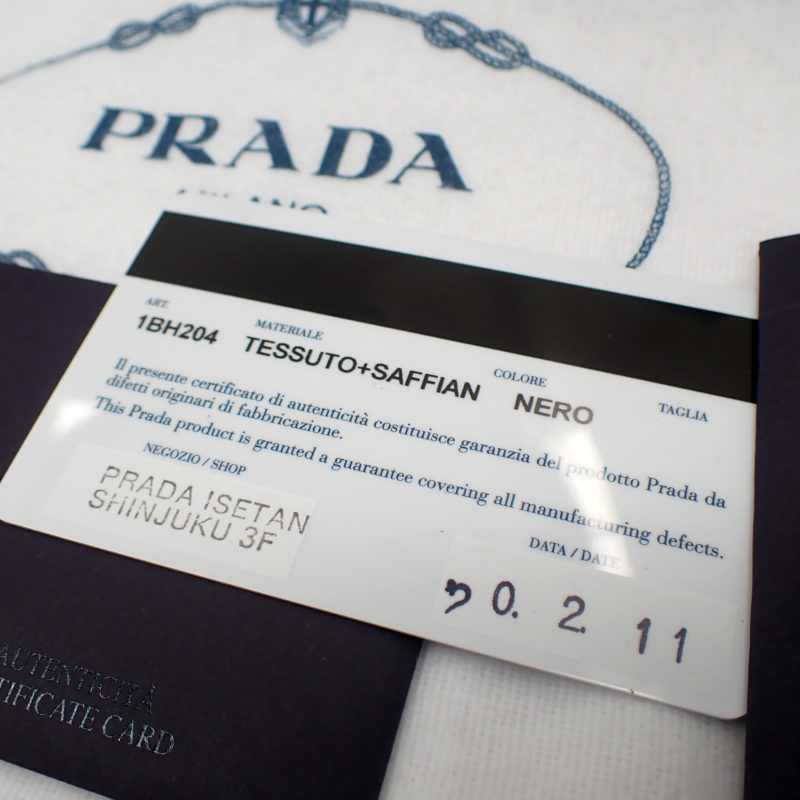 PRADA
MILANO
ART.
1BH204
MATERIALE
TESSUTO+SAFFIAN
COLORE
NERO
TAGLIA
Il presente certificato di autenticità costituisce garanzia del prodotto Prada da
difetti originari di fabbricazione.
This Prada product is granted a guarantee covering all manufacturing defects.
NEGOZIO / SHOP
PRADA ISETAN
SHINJUKU 3F
DATA / DATE
20. 2. 11
AUTENTICITÀ
CERTIFICATE CARD